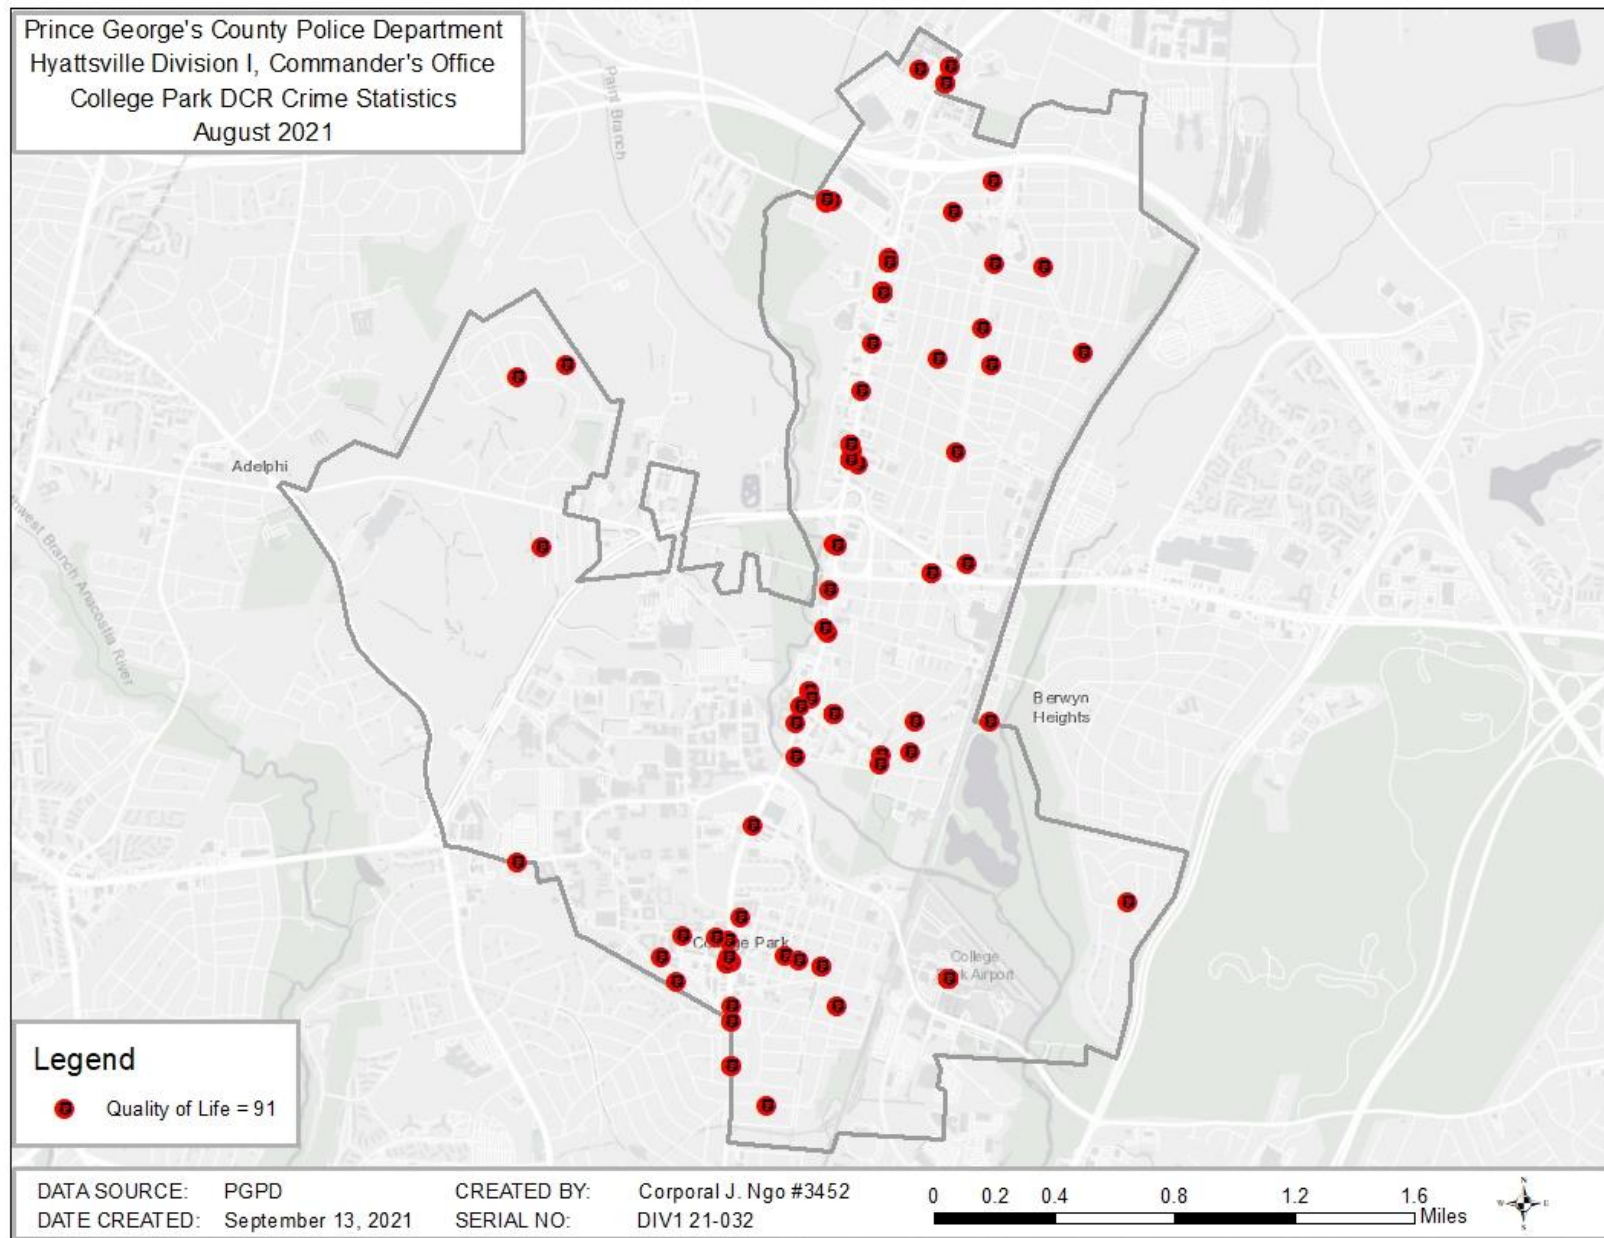 Prince George's County Police Department
Hyattsville Division I, Commander's Office
College Park DCR Crime Statistics
August 2021
Paint Branch
Adelphi
Northwest Branch Anacostia River
Berwyn
Heights
College Park
College
Park Airport
Legend
Quality of Life = 91
DATA SOURCE: PGPD CREATED BY: Corporal J. Ngo #3452
DATE CREATED: September 13, 2021 SERIAL NO: DIV1 21-032
0 0.2 0.4 0.8 1.2 1.6
Miles
N
W E
S